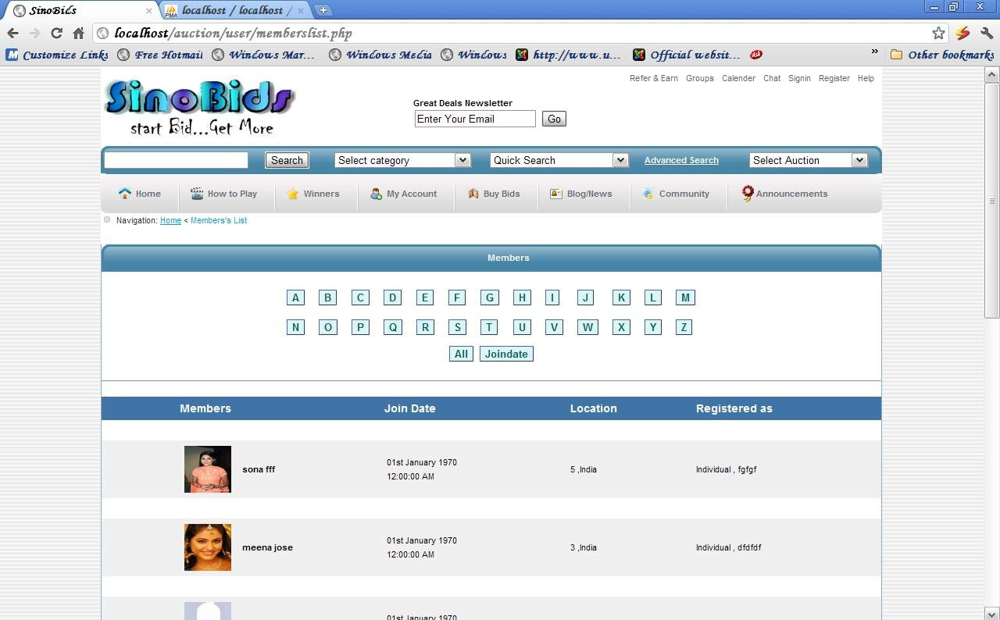 SinoBids
PMA localhost / localhost /
localhost/auction/user/memberslist.php
Customize Links Free Hotmail Windows Mar... Windows Media Windows http://www.u... Official websit... Ask » Other bookmarks
SinoBids
start Bid...Get More
Refer & Earn Groups Calender Chat Signin Register Help
Great Deals Newsletter
Enter Your Email Go
Search Select category Quick Search Advanced Search Select Auction
Home How to Play Winners My Account Buy Bids Blog/News Community Announcements
Navigation: Home < Members's List
Members
A B C D E F G H I J K L M
N O P Q R S T U V W X Y Z
All Joindate
Members Join Date Location Registered as
sona fff 01st January 1970 5 ,India Individual , fgfgf
12:00:00 AM
meena jose 01st January 1970 3 ,India Individual , dfdfdf
12:00:00 AM
01st January 1970